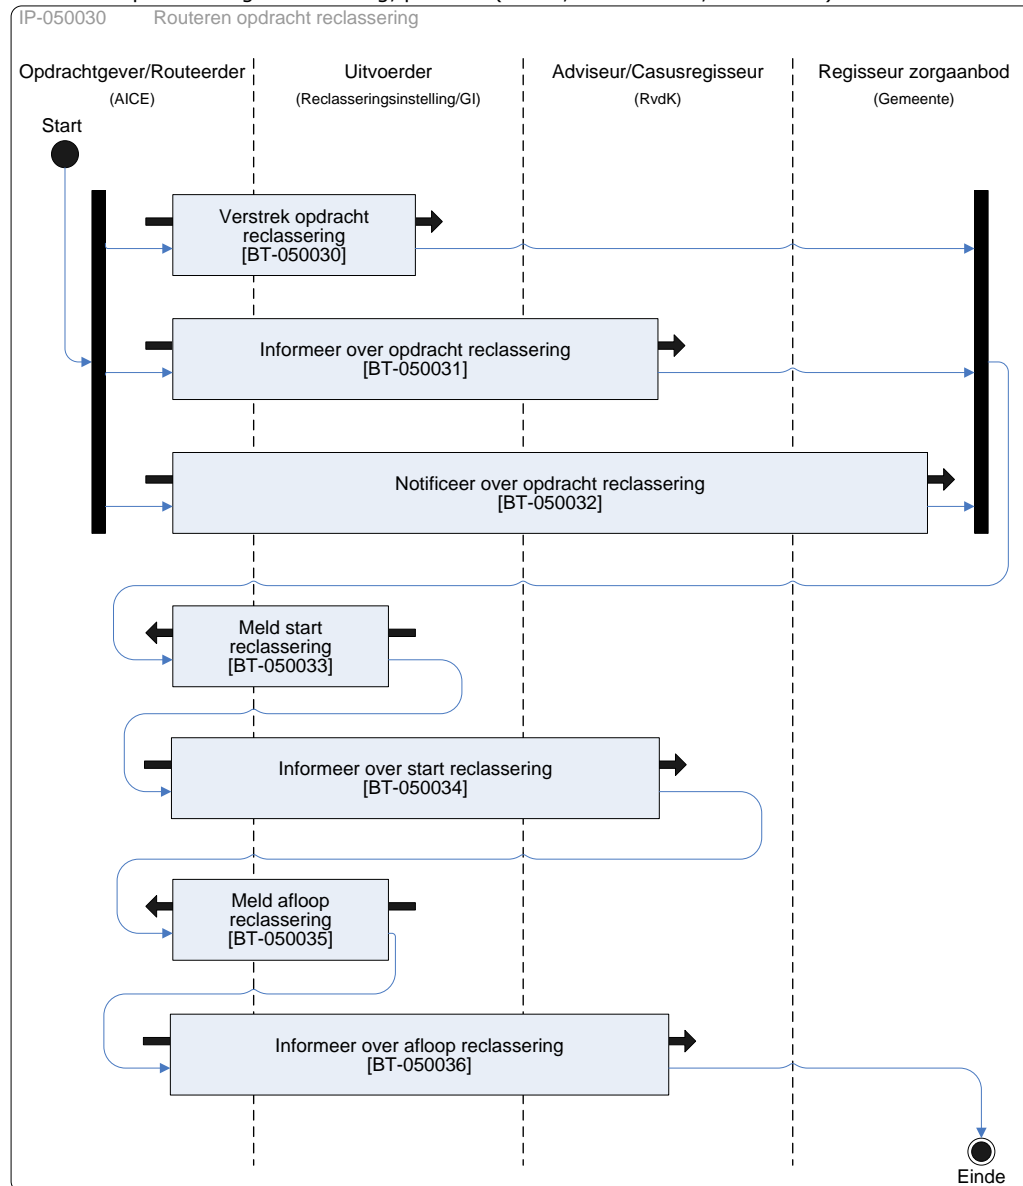 IP-050030 Routeren opdracht reclassering
Opdrachtgever/Routeerder Uitvoerder Adviseur/Casusregisseur Regisseur zorgaanbod
(AICE) (Reclasseringsinstelling/GI) (RvdK) (Gemeente)
Start
Verstrek opdracht
reclassering
[BT-050030]
Informeer over opdracht reclassering
[BT-050031]
Notificeer over opdracht reclassering
[BT-050032]
Meld start
reclassering
[BT-050033]
Informeer over start reclassering
[BT-050034]
Meld afloop
reclassering
[BT-050035]
Informeer over afloop reclassering
[BT-050036]
Einde